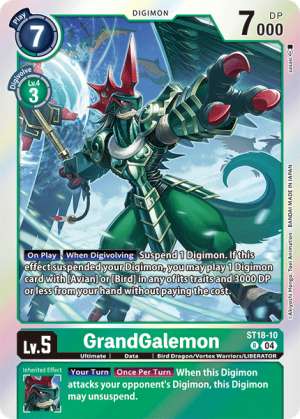 DIGIMON
Play
7
Lv.4
Digivolve
3
7000
DP
On Play When Digivolving Suspend 1 Digimon. If this
effect suspended your Digimon, you may play 1 Digimon
card with [Avian] or [Bird] in any of its traits and 3000 DP
or less from your hand without paying the cost.
©Akiyoshi Hongo, Toei Animation・BANDAI MADE IN JAPAN
Lv.5
GrandGalemon
ST18-10
04
Ultimate
Data
Bird Dragon/Vortex Warriors/LIBERATOR
Inherited Effect
Your Turn Once Per Turn When this Digimon
attacks your opponent's Digimon, this Digimon
may unsuspend.